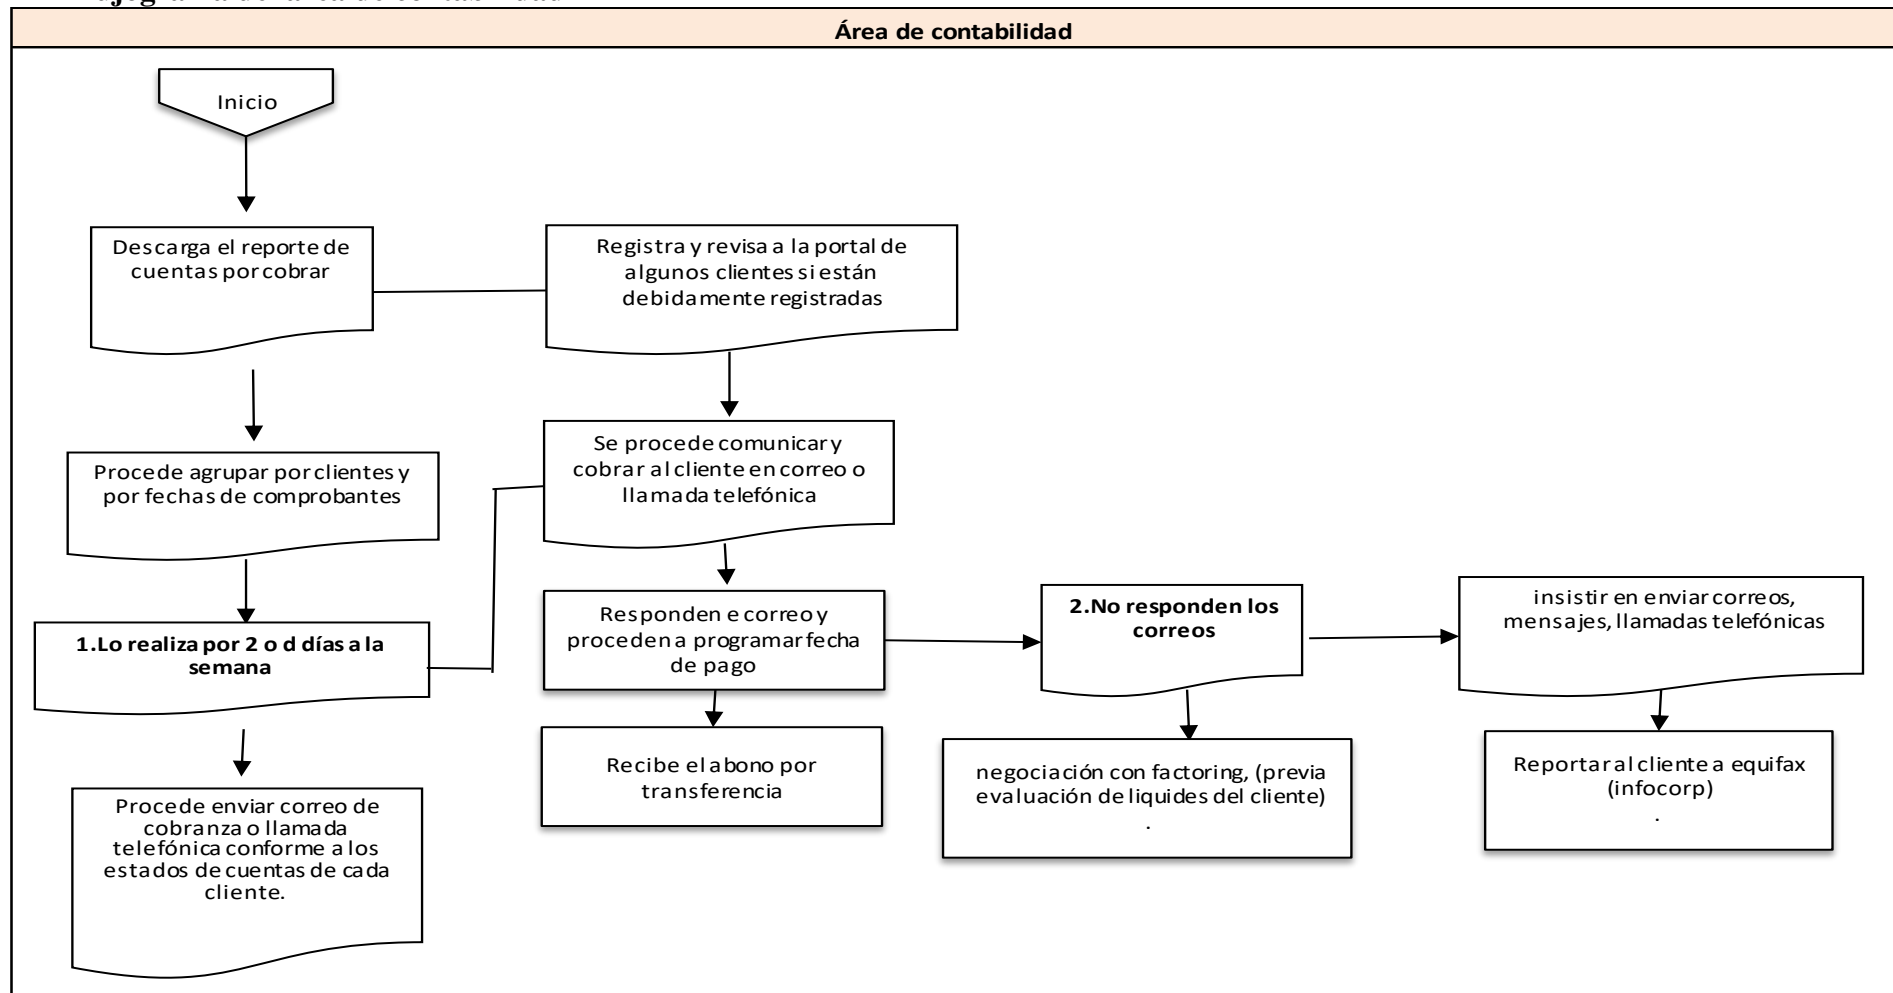 Área de contabilidad
Inicio
Descarga el reporte de
cuentas por cobrar
Registra y revisa a la portal de
algunos clientes si están
debidamente registradas
Procede agrupar por clientes y
por fechas de comprobantes
Se procede comunicar y
cobrar al cliente en correo o
llamada telefónica
1.Lo realiza por 2 o d días a la
semana
Responden e correo y
proceden a programar fecha
de pago
2.No responden los
correos
insistir en enviar correos,
mensajes, llamadas telefónicas
Procede enviar correo de
cobranza o llamada
telefónica conforme a los
estados de cuentas de cada
cliente.
Recibe el abono por
transferencia
negociación con factoring, (previa
evaluación de liquides del cliente)
.
Reportar al cliente a equifax
(infocorp)
.